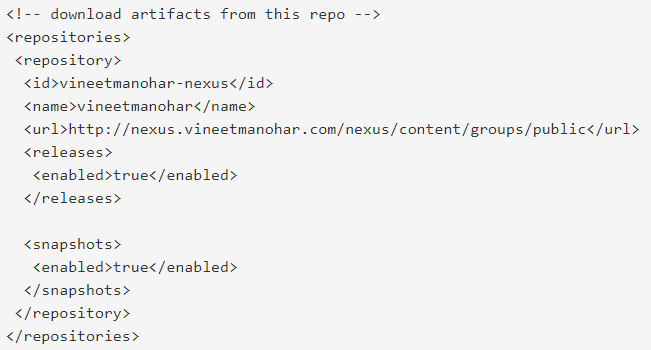 <!-- download artifacts from this repo -->
<repositories>
<repository>
<id>vineetmanohar-nexus</id>
<name>vineetmanohar</name>
<url>http://nexus.vineetmanohar.com/nexus/content/groups/public</url>
<releases>
<enabled>true</enabled>
</releases>
<snapshots>
<enabled>true</enabled>
</snapshots>
</repository>
</repositories>